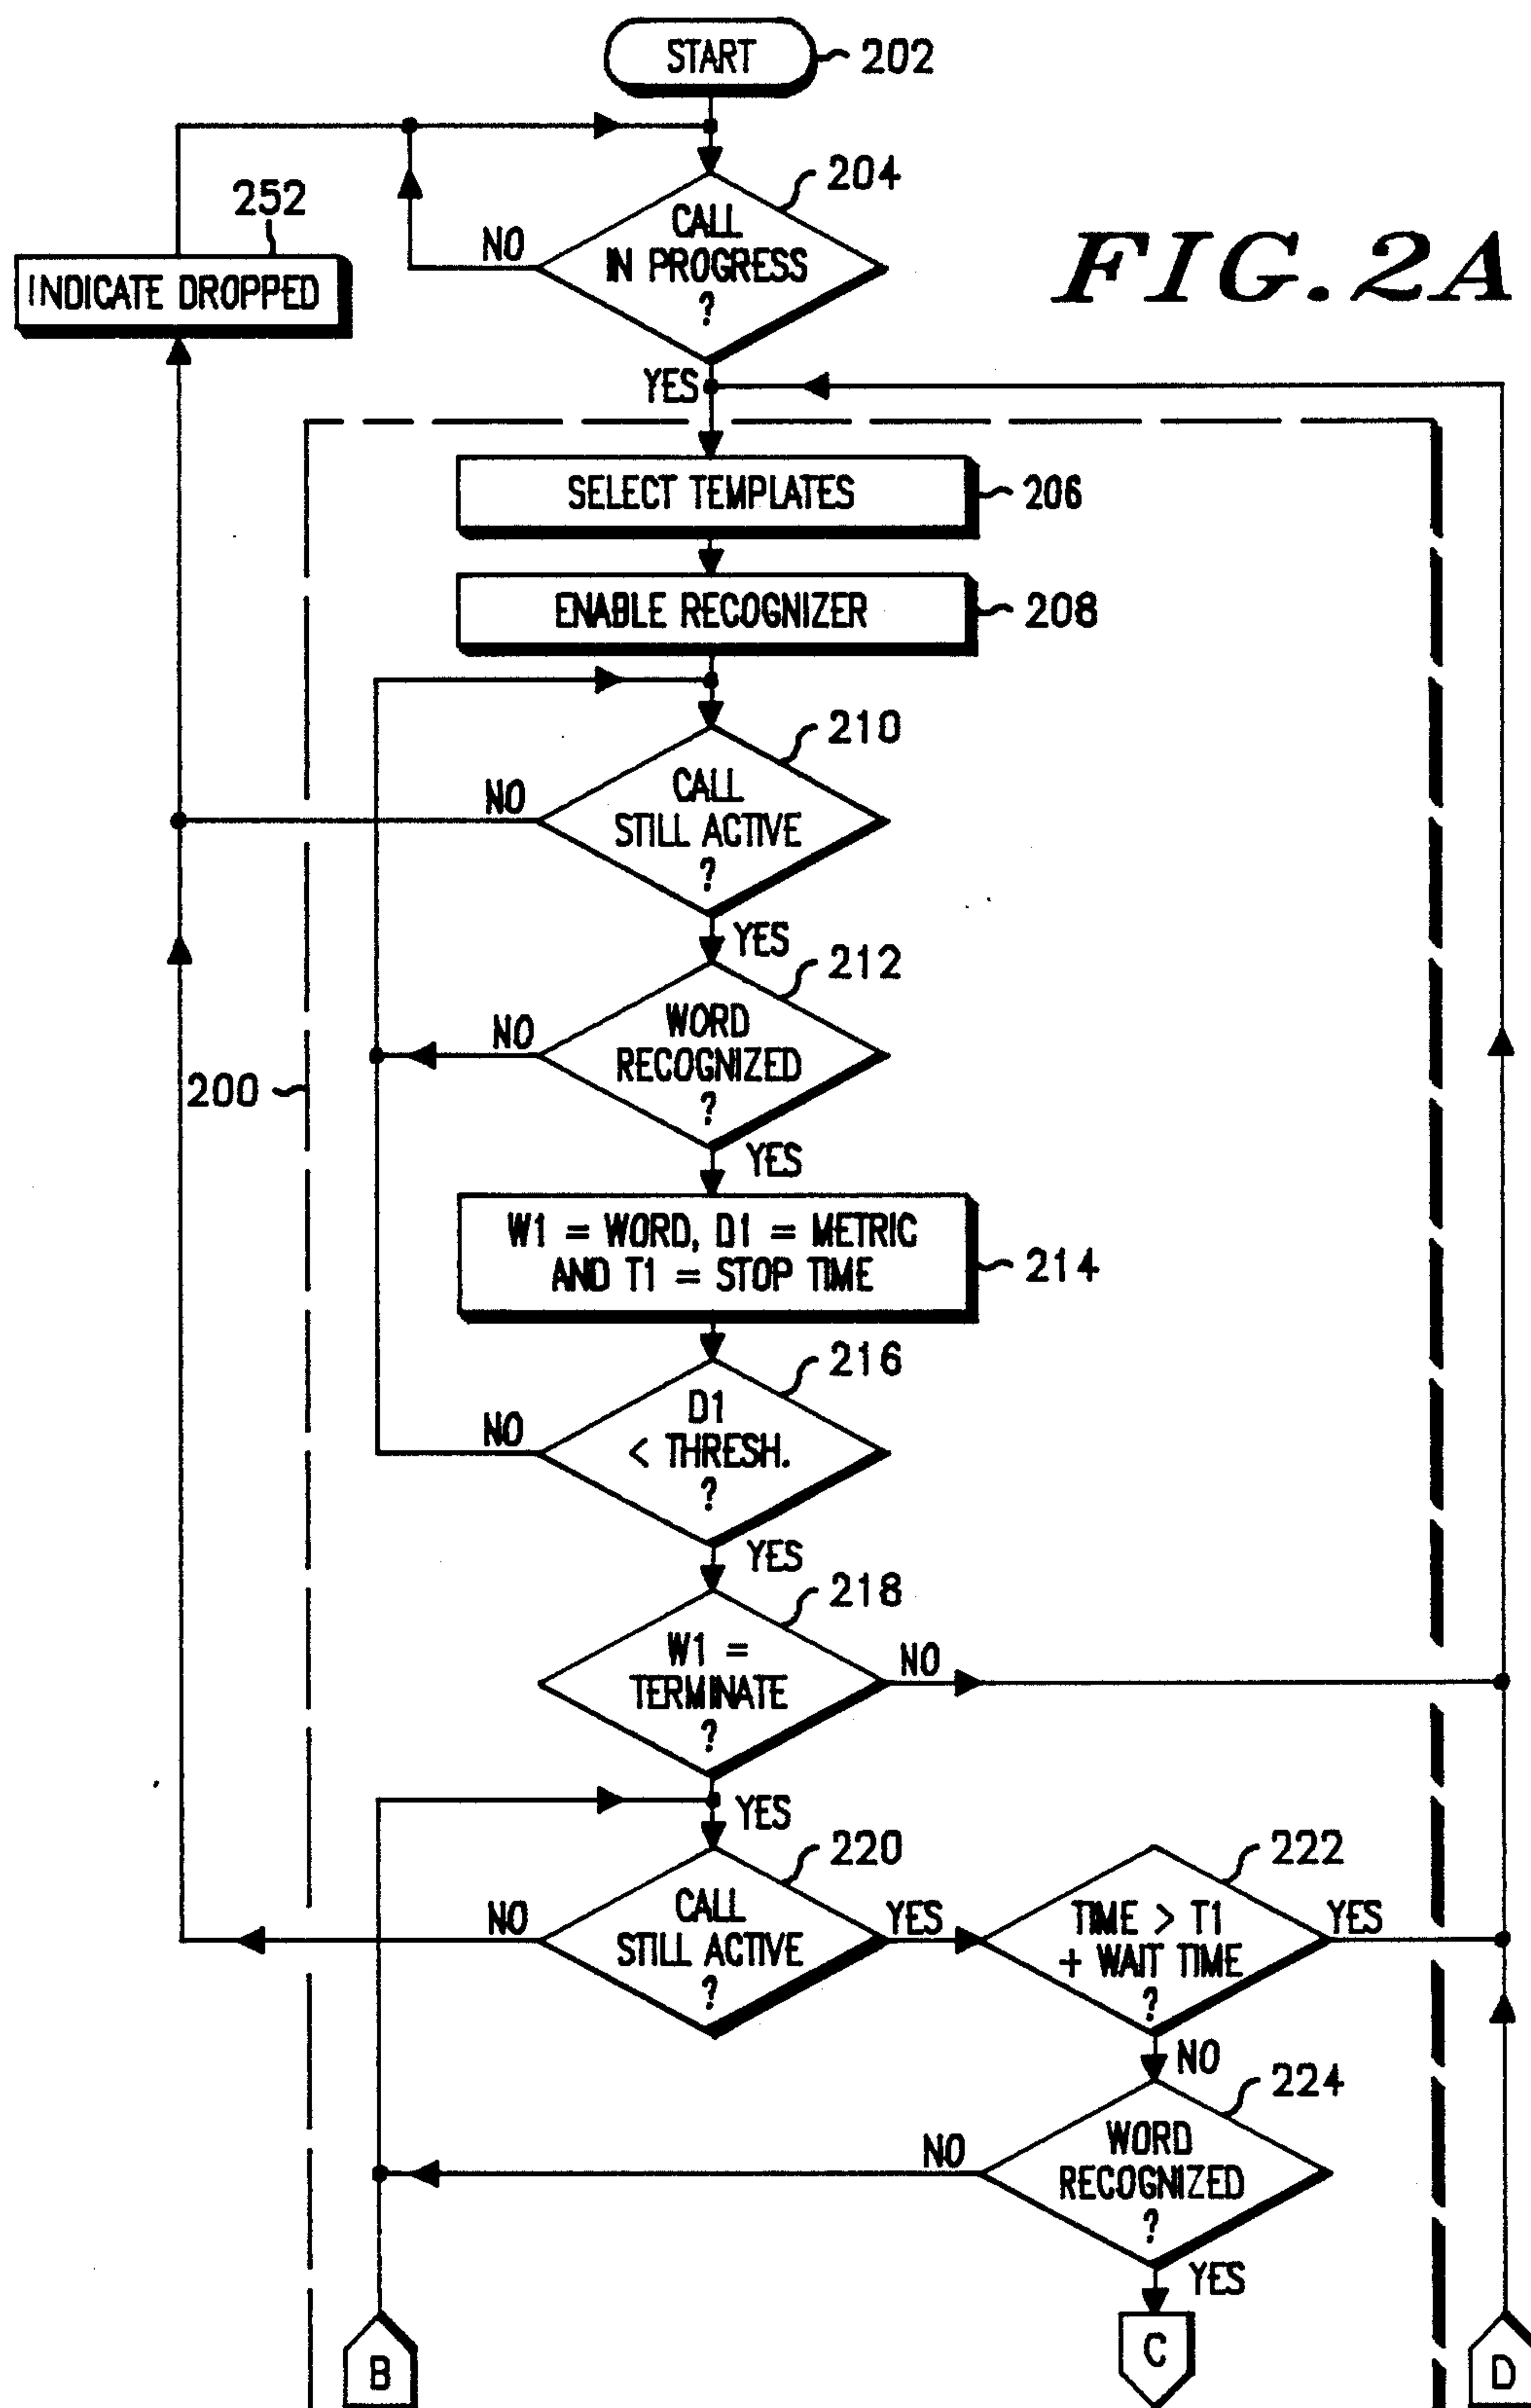 START
202
204
CALL
IN PROGRESS
?
NO
252
INDICATE DROPPED
FIG.2A
YES
SELECT TEMPLATES
206
ENABLE RECOGNIZER
208
210
CALL
STILL ACTIVE
?
NO
YES
212
WORD
RECOGNIZED
?
NO
200
YES
W1 = WORD, D1 = METRIC
AND T1 = STOP TIME
214
216
D1
< THRESH.
?
NO
YES
218
W1 =
TERMINATE
?
NO
YES
220
CALL
STILL ACTIVE
?
NO
YES
222
TIME > T1
+ WAIT TIME
?
YES
NO
224
WORD
RECOGNIZED
?
NO
YES
B
C
D